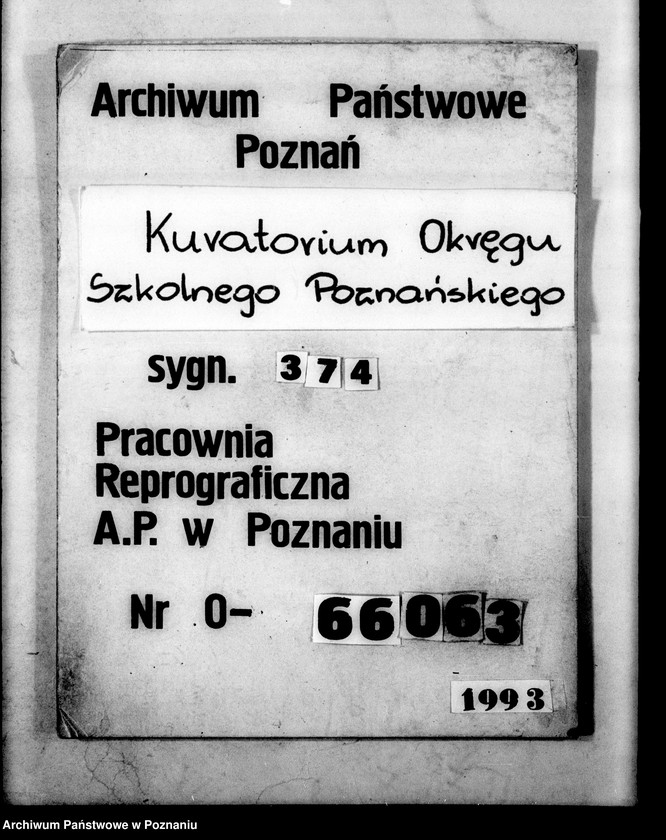 Archiwum Państwowe
Poznań
Kuratorium Okręgu
Szkolnego Poznańskiego
sygn. 374
Pracownia
Reprograficzna
A.P. w Poznaniu
Nr 0- 66063
1993
Archiwum Państwowe w Poznaniu